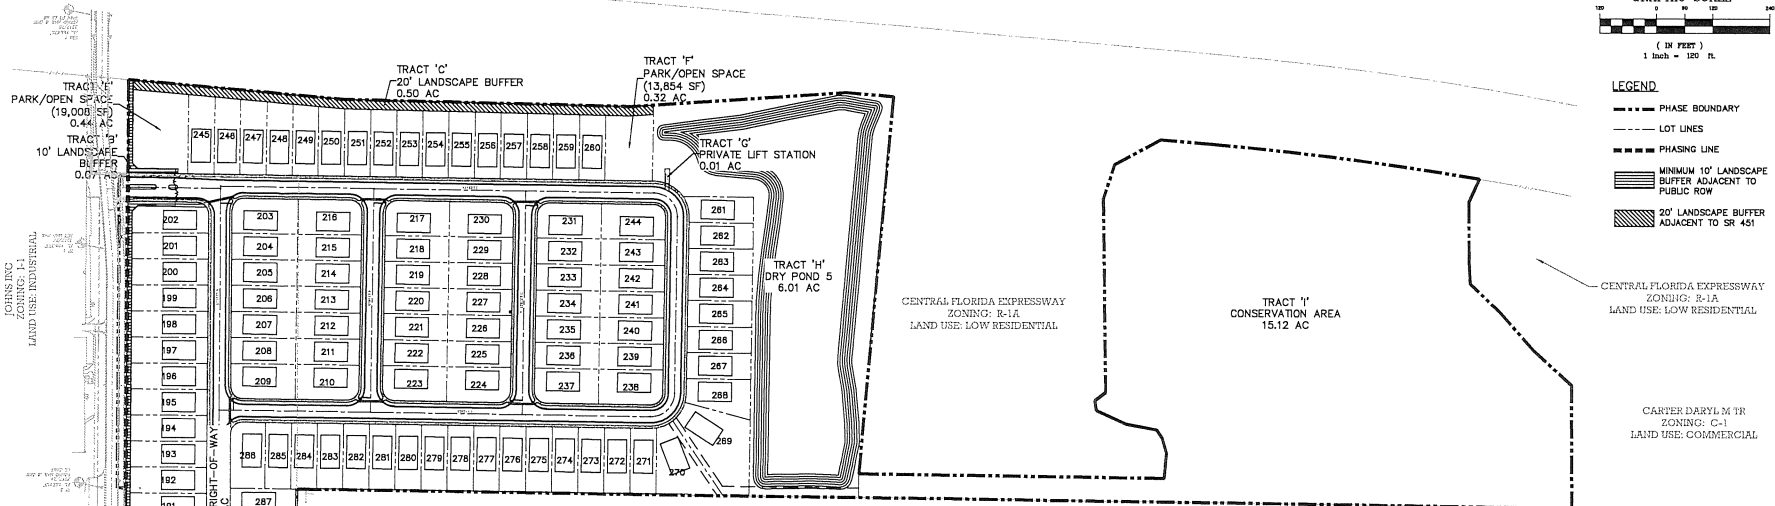 120 0 60 120 240
( IN FEET )
1 inch = 120 ft.
LEGEND
PHASE BOUNDARY
LOT LINES
PHASING LINE
MINIMUM 10' LANDSCAPE
BUFFER ADJACENT TO
PUBLIC ROW
20' LANDSCAPE BUFFER
ADJACENT TO SR 451
TRACT 'E'
PARK/OPEN SPACE
(19,008 SF)
0.44 AC
TRACT 'B'
10' LANDSCAPE
BUFFER
0.07 AC
TRACT 'C'
20' LANDSCAPE BUFFER
0.50 AC
TRACT 'F'
PARK/OPEN SPACE
(13,854 SF)
0.32 AC
TRACT 'G'
PRIVATE LIFT STATION
0.01 AC
245 246 247 248 249 250 251 252 253 254 255 256 257 258 259 260
202 203 216 217 230 231 244 261
201 204 215 218 229 232 243 262
200 205 214 219 228 233 242 263
199 206 213 220 227 234 241 264
198 207 212 221 226 235 240 265
197 208 211 222 225 236 239 266
196 209 210 223 224 237 238 267
195 268
194 269
193 286 285 284 283 282 281 280 279 278 277 276 275 274 273 272 271 270
192
191 287
RIGHT-OF-WAY
JOHNS INC
ZONING: I-1
LAND USE: INDUSTRIAL
TRACT 'H'
DRY POND 5
6.01 AC
CENTRAL FLORIDA EXPRESSWAY
ZONING: R-1A
LAND USE: LOW RESIDENTIAL
TRACT 'I'
CONSERVATION AREA
15.12 AC
CENTRAL FLORIDA EXPRESSWAY
ZONING: R-1A
LAND USE: LOW RESIDENTIAL
CARTER DARYL M TR
ZONING: C-1
LAND USE: COMMERCIAL